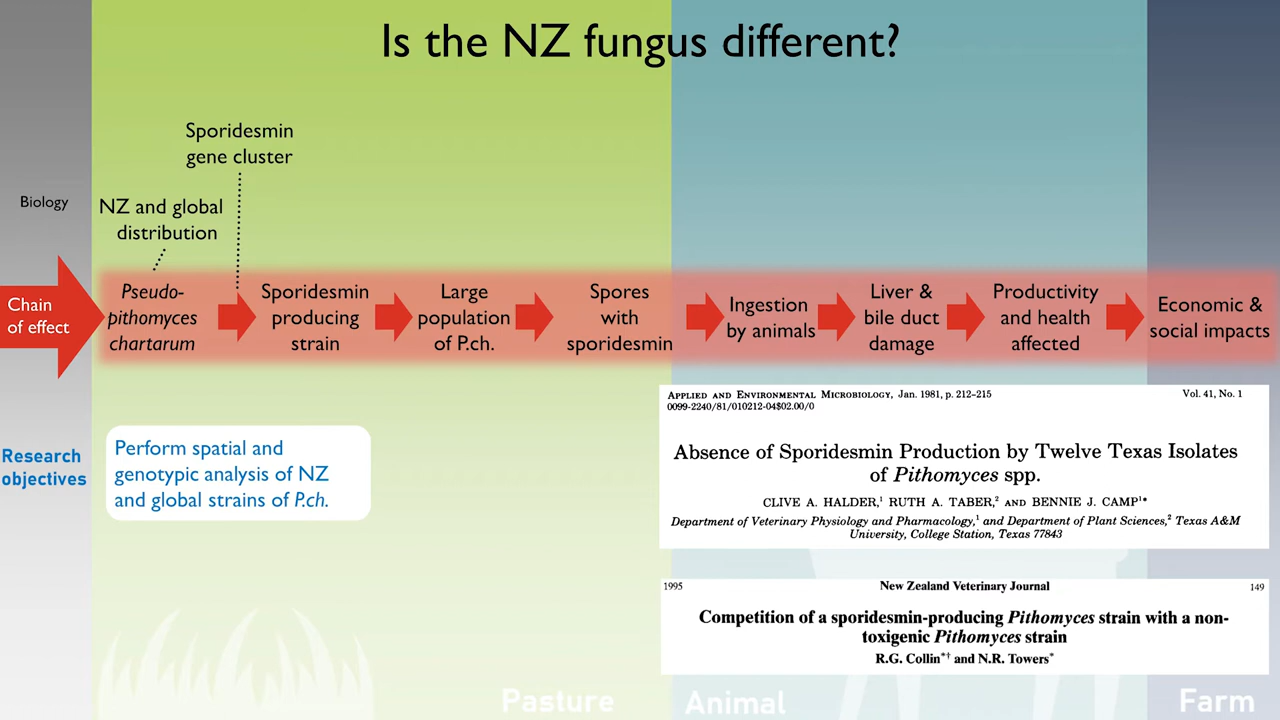 Is the NZ fungus different?
Sporidesmin
gene cluster
Biology
NZ and global
distribution
Chain
of effect
Pseudo-
pithomyces
chartarum
Sporidesmin
producing
strain
Large
population
of P.ch.
Spores
with
sporidesmin
Ingestion
by animals
Liver &
bile duct
damage
Productivity
and health
affected
Economic &
social impacts
Research
objectives
Perform spatial and
genotypic analysis of NZ
and global strains of P.ch.
Applied and Environmental Microbiology, Jan. 1981, p. 212-215
Vol. 41, No. 1
0099-2240/81/010212-04$02.00/0
Absence of Sporidesmin Production by Twelve Texas Isolates
of Pithomyces spp.
CLIVE A. HALDER,¹ RUTH A. TABER,² AND BENNIE J. CAMP¹*
Department of Veterinary Physiology and Pharmacology,¹ and Department of Plant Sciences,² Texas A&M
University, College Station, Texas 77843
1995
New Zealand Veterinary Journal
149
Competition of a sporidesmin-producing Pithomyces strain with a non-
toxigenic Pithomyces strain
R.G. Collin*† and N.R. Towers*
Pasture
Animal
Farm